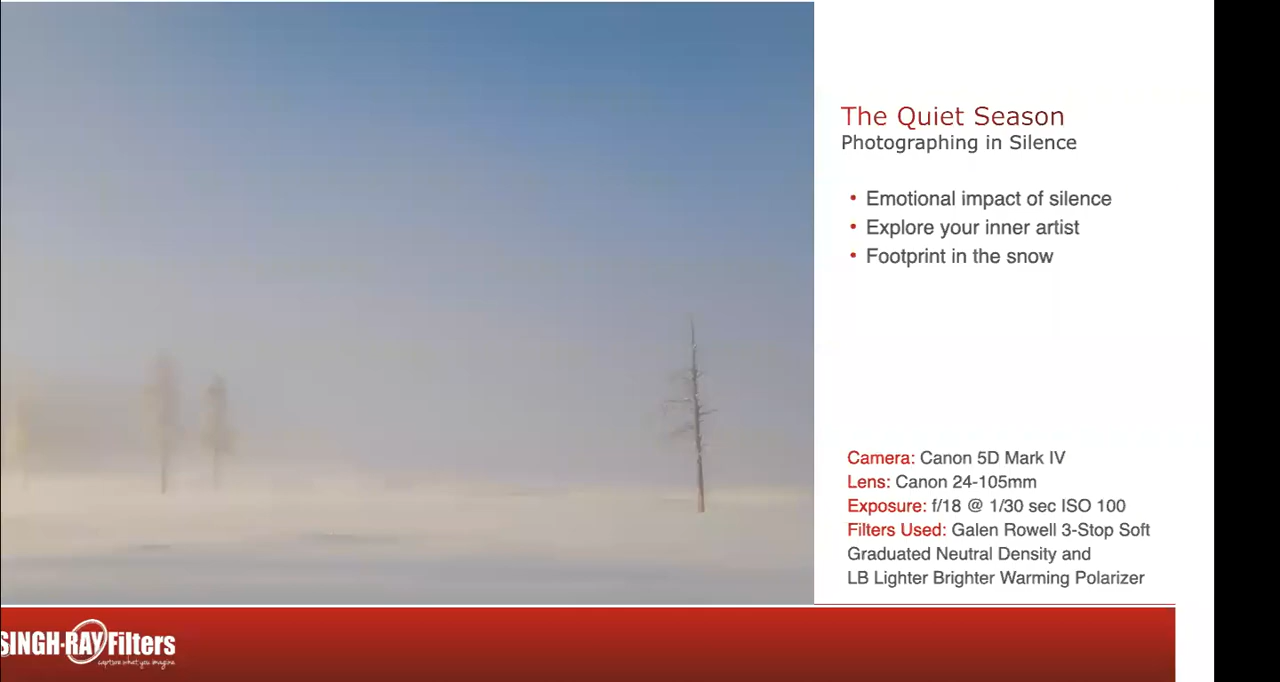 The Quiet Season
Photographing in Silence
• Emotional impact of silence
• Explore your inner artist
• Footprint in the snow
Camera: Canon 5D Mark IV
Lens: Canon 24-105mm
Exposure: f/18 @ 1/30 sec ISO 100
Filters Used: Galen Rowell 3-Stop Soft
Graduated Neutral Density and
LB Lighter Brighter Warming Polarizer
SINGH-RAY Filters
capture what you imagine